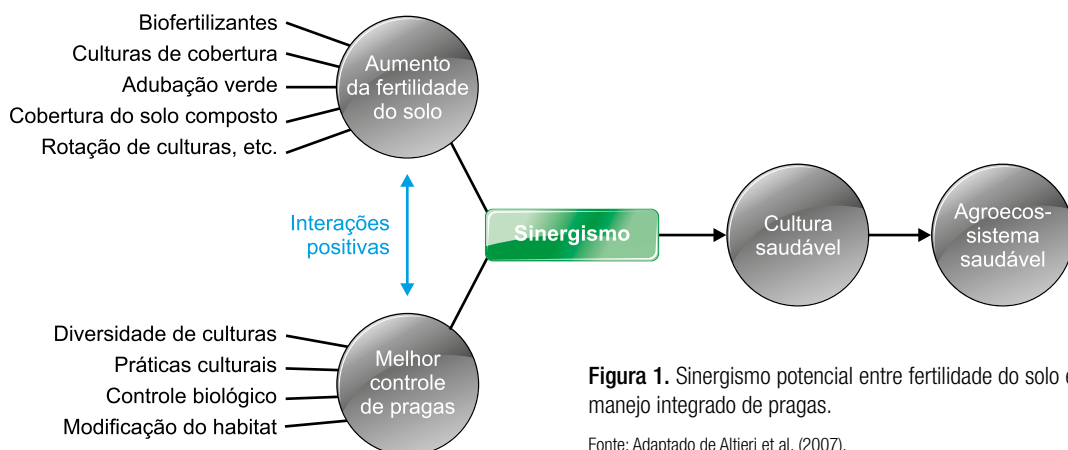 Biofertilizantes
Culturas de cobertura
Adubação verde
Cobertura do solo composto
Rotação de culturas, etc.
Aumento
da fertilidade
do solo
Interações
positivas
Sinergismo
Cultura
saudável
Agroecos-
sistema
saudável
Diversidade de culturas
Práticas culturais
Controle biológico
Modificação do habitat
Melhor
controle
de pragas
Figura 1. Sinergismo potencial entre fertilidade do solo e
manejo integrado de pragas.
Fonte: Adaptado de Altieri et al. (2007).